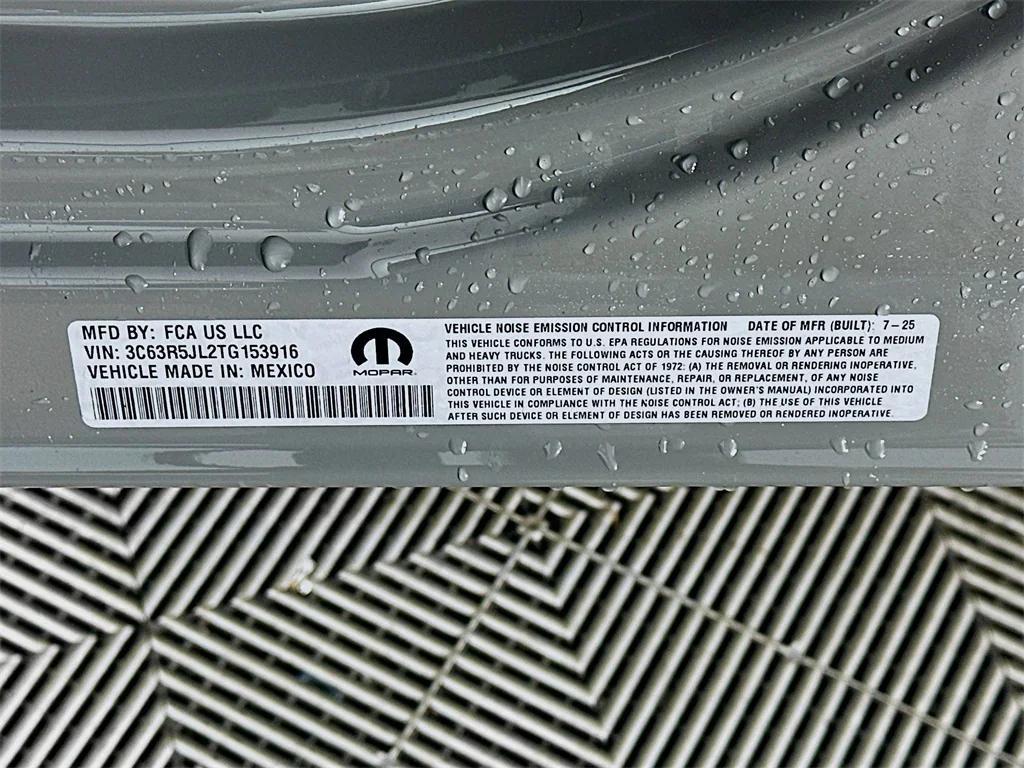 MFD BY: FCA US LLC
VIN: 3C63R5JL2TG153916
VEHICLE MADE IN: MEXICO
MOPAR
VEHICLE NOISE EMISSION CONTROL INFORMATION DATE OF MFR (BUILT): 7-25
THIS VEHICLE CONFORMS TO U.S. EPA REGULATIONS FOR NOISE EMISSION APPLICABLE TO MEDIUM
AND HEAVY TRUCKS. THE FOLLOWING ACTS OR THE CAUSING THEREOF BY ANY PERSON ARE
PROHIBITED BY THE NOISE CONTROL ACT OF 1972: (A) THE REMOVAL OR RENDERING INOPERATIVE,
OTHER THAN FOR PURPOSES OF MAINTENANCE, REPAIR, OR REPLACEMENT, OF ANY NOISE
CONTROL DEVICE OR ELEMENT OF DESIGN (LISTED IN THE OWNER'S MANUAL) INCORPORATED INTO
THIS VEHICLE IN COMPLIANCE WITH THE NOISE CONTROL ACT; (B) THE USE OF THIS VEHICLE
AFTER SUCH DEVICE OR ELEMENT OF DESIGN HAS BEEN REMOVED OR RENDERED INOPERATIVE.